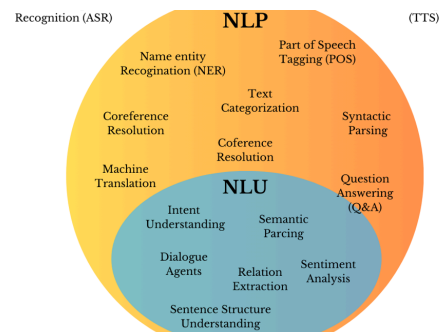 Recognition (ASR)
NLP
(TTS)
Name entity
Recogination (NER)
Part of Speech
Tagging (POS)
Text
Categorization
Coreference
Resolution
Syntactic
Parsing
Coference
Resolution
Machine
Translation
Question
Answering
(Q&A)
NLU
Intent
Understanding
Semantic
Parcing
Dialogue
Agents
Relation
Extraction
Sentiment
Analysis
Sentence Structure
Understanding